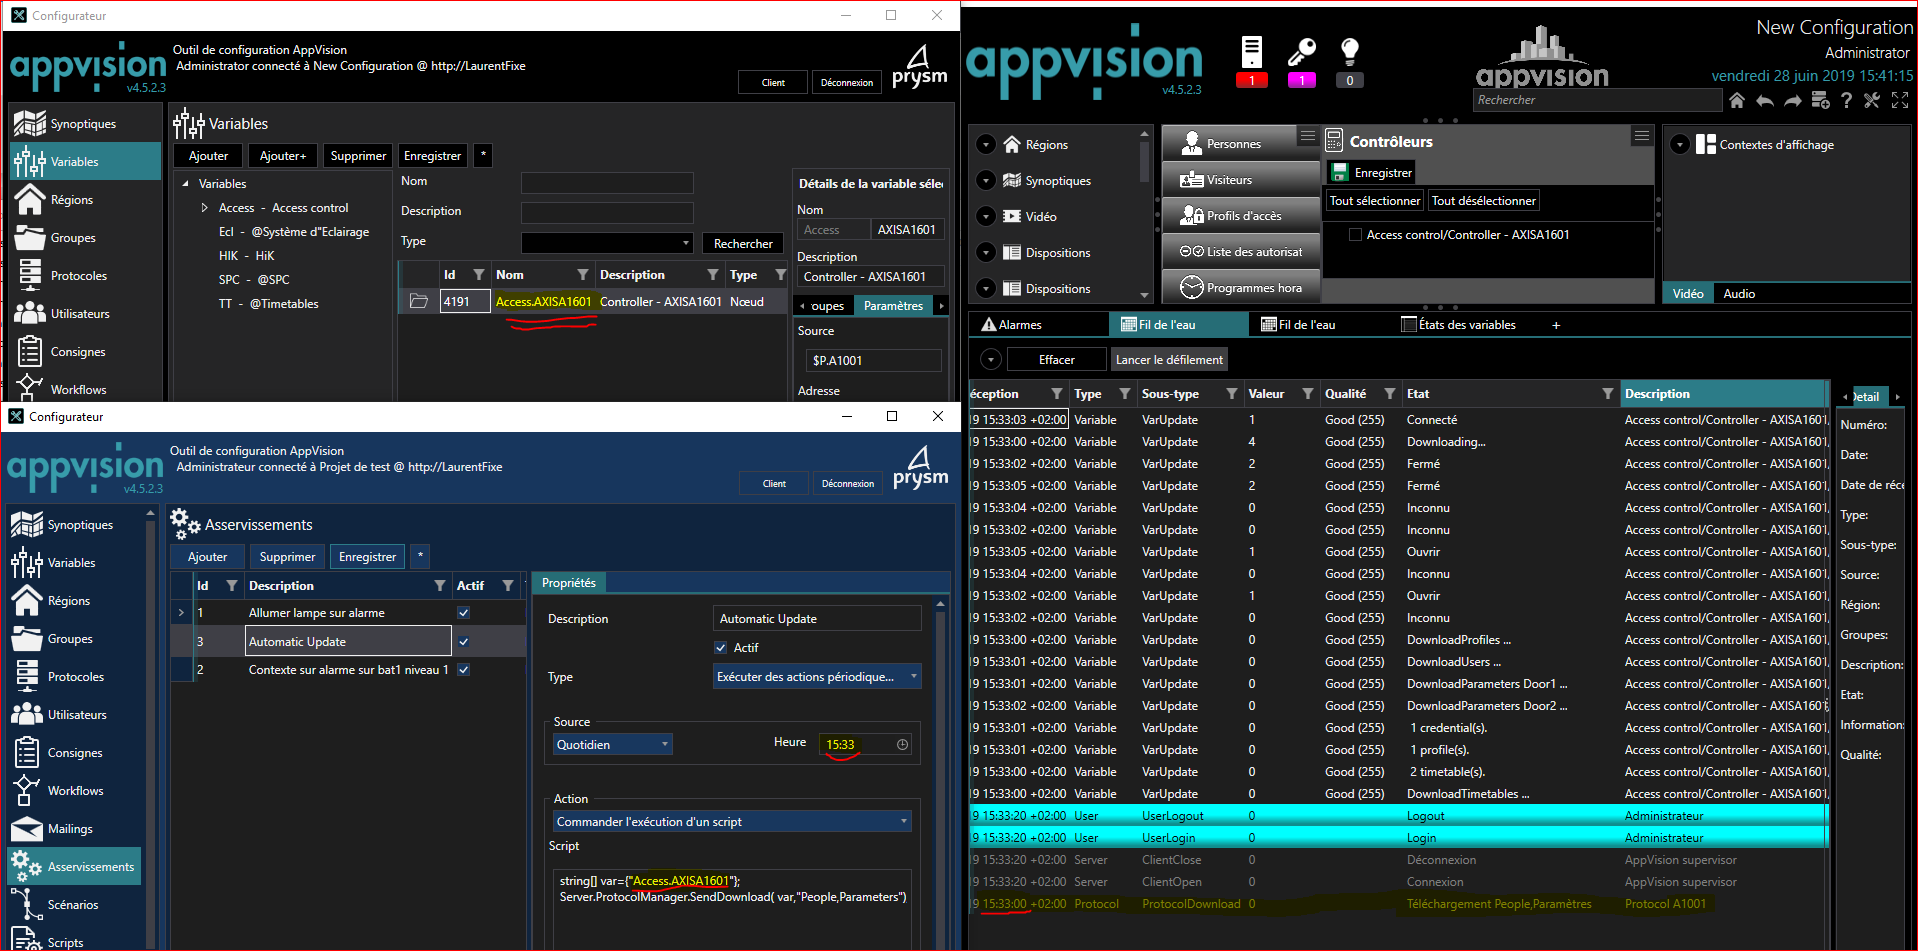 Configurateur
appvision
v4.5.2.3
Outil de configuration AppVision
Administrator connecté à New Configuration @ http://LaurentFixe
Client
Déconnexion
prysm
Synoptiques
Variables
Régions
Groupes
Protocoles
Utilisateurs
Consignes
Workflows
Variables
Ajouter
Ajouter+
Supprimer
Enregistrer
*
Variables
Access - Access control
Ecl - @Système d"Eclairage
HIK - HiK
SPC - @SPC
TT - @Timetables
Nom
Description
Type
Rechercher
Id Nom Description Type
4191 Access.AXISA1601 Controller - AXISA1601 Nœud
Détails de la variable séle
Nom
Access AXISA1601
Description
Controller - AXISA1601
oupes Paramètres
Source
$P.A1001
Adresse
Configurateur
appvision
v4.5.2.3
Outil de configuration AppVision
Administrateur connecté à Projet de test @ http://LaurentFixe
Client
Déconnexion
prysm
Synoptiques
Variables
Régions
Groupes
Protocoles
Utilisateurs
Consignes
Workflows
Mailings
Asservissements
Scénarios
Scripts
Asservissements
Ajouter
Supprimer
Enregistrer
*
Id Description Actif
1 Allumer lampe sur alarme
3 Automatic Update
2 Contexte sur alarme sur bat1 niveau 1
Propriétés
Description
Automatic Update
Actif
Type
Exécuter des actions périodique...
Source
Quotidien
Heure
15:33
Action
Commander l'exécution d'un script
Script
string[] var={"Access.AXISA1601"};
Server.ProtocolManager.SendDownload( var,"People,Parameters")
appvision
v4.5.2.3
1
1
0
appvision
New Configuration
Administrator
vendredi 28 juin 2019 15:41:15
Rechercher
?
Régions
Synoptiques
Vidéo
Dispositions
Dispositions
Personnes
Visiteurs
Profils d'accès
Liste des autorisat
Programmes hora
Contrôleurs
Enregistrer
Tout sélectionner
Tout désélectionner
Access control/Controller - AXISA1601
Contextes d'affichage
Vidéo
Audio
Alarmes
Fil de l'eau
Fil de l'eau
États des variables
+
Effacer
Lancer le défilement
éception Type Sous-type Valeur Qualité Etat Description
19 15:33:03 +02:00 Variable VarUpdate 1 Good (255) Connecté Access control/Controller - AXISA1601,
19 15:33:00 +02:00 Variable VarUpdate 4 Good (255) Downloading... Access control/Controller - AXISA1601,
19 15:33:02 +02:00 Variable VarUpdate 2 Good (255) Fermé Access control/Controller - AXISA1601,
19 15:33:05 +02:00 Variable VarUpdate 2 Good (255) Fermé Access control/Controller - AXISA1601,
19 15:33:04 +02:00 Variable VarUpdate 0 Good (255) Inconnu Access control/Controller - AXISA1601,
19 15:33:02 +02:00 Variable VarUpdate 0 Good (255) Inconnu Access control/Controller - AXISA1601,
19 15:33:05 +02:00 Variable VarUpdate 1 Good (255) Ouvrir Access control/Controller - AXISA1601,
19 15:33:04 +02:00 Variable VarUpdate 0 Good (255) Inconnu Access control/Controller - AXISA1601,
19 15:33:02 +02:00 Variable VarUpdate 1 Good (255) Ouvrir Access control/Controller - AXISA1601,
19 15:33:02 +02:00 Variable VarUpdate 0 Good (255) Inconnu Access control/Controller - AXISA1601,
19 15:33:00 +02:00 Variable VarUpdate 0 Good (255) DownloadProfiles ... Access control/Controller - AXISA1601,
19 15:33:01 +02:00 Variable VarUpdate 0 Good (255) DownloadUsers ... Access control/Controller - AXISA1601,
19 15:33:01 +02:00 Variable VarUpdate 0 Good (255) DownloadParameters Door1 ... Access control/Controller - AXISA1601,
19 15:33:02 +02:00 Variable VarUpdate 0 Good (255) DownloadParameters Door2 ... Access control/Controller - AXISA1601,
19 15:33:01 +02:00 Variable VarUpdate 0 Good (255) 1 credential(s). Access control/Controller - AXISA1601,
19 15:33:01 +02:00 Variable VarUpdate 0 Good (255) 1 profile(s). Access control/Controller - AXISA1601,
19 15:33:00 +02:00 Variable VarUpdate 0 Good (255) 2 timetable(s). Access control/Controller - AXISA1601,
19 15:33:00 +02:00 Variable VarUpdate 0 Good (255) DownloadTimetables ... Access control/Controller - AXISA1601,
19 15:33:20 +02:00 User UserLogout 0 Logout Administrateur
19 15:33:20 +02:00 User UserLogin 0 Login Administrateur
19 15:33:20 +02:00 Server ClientClose 0 Déconnexion AppVision supervisor
19 15:33:20 +02:00 Server ClientOpen 0 Connexion AppVision supervisor
19 15:33:00 +02:00 Protocol ProtocolDownload 0 Téléchargement People,Paramètres Protocol A1001
Detail
Numéro:
Date:
Date de réce
Type:
Sous-type:
Source:
Région:
Groupes:
Description:
Etat:
Information:
Qualité: